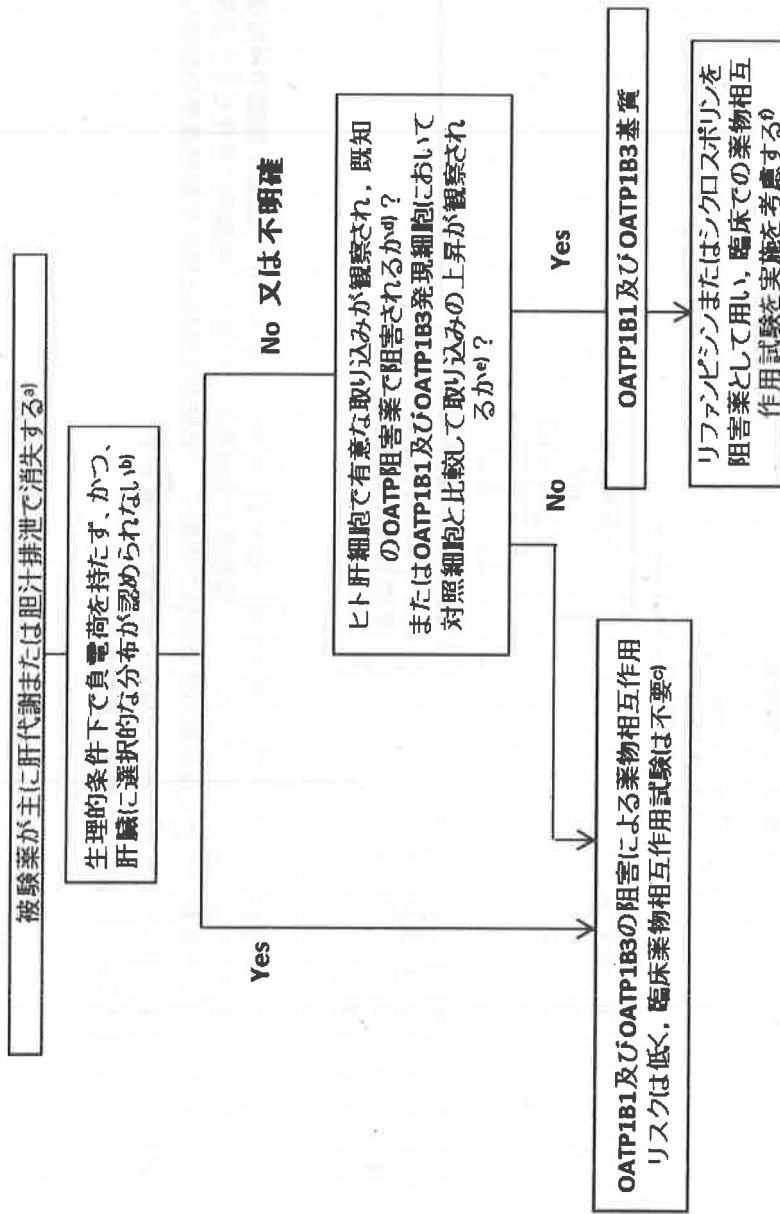 被験薬が主に肝代謝または胆汁排泄で消失するa)
生理的条件下で負電荷を持たず、かつ、
肝臓に選択的な分布が認められないb)
Yes
No 又は不明確
ヒト肝細胞で有意な取り込みが観察され，既知
のOATP阻害薬で阻害されるかd)？
またはOATP1B1及びOATP1B3発現細胞において
対照細胞と比較して取り込みの上昇が観察され
るかe)？
No
Yes
OATP1B1及びOATP1B3の阻害による薬物相互作用
リスクは低く，臨床薬物相互作用試験は不要c)
OATP1B1及びOATP1B3基質
リファンピシンまたはシクロスポリンを
阻害薬として用い，臨床での薬物相互
作用試験を実施を考慮するf)